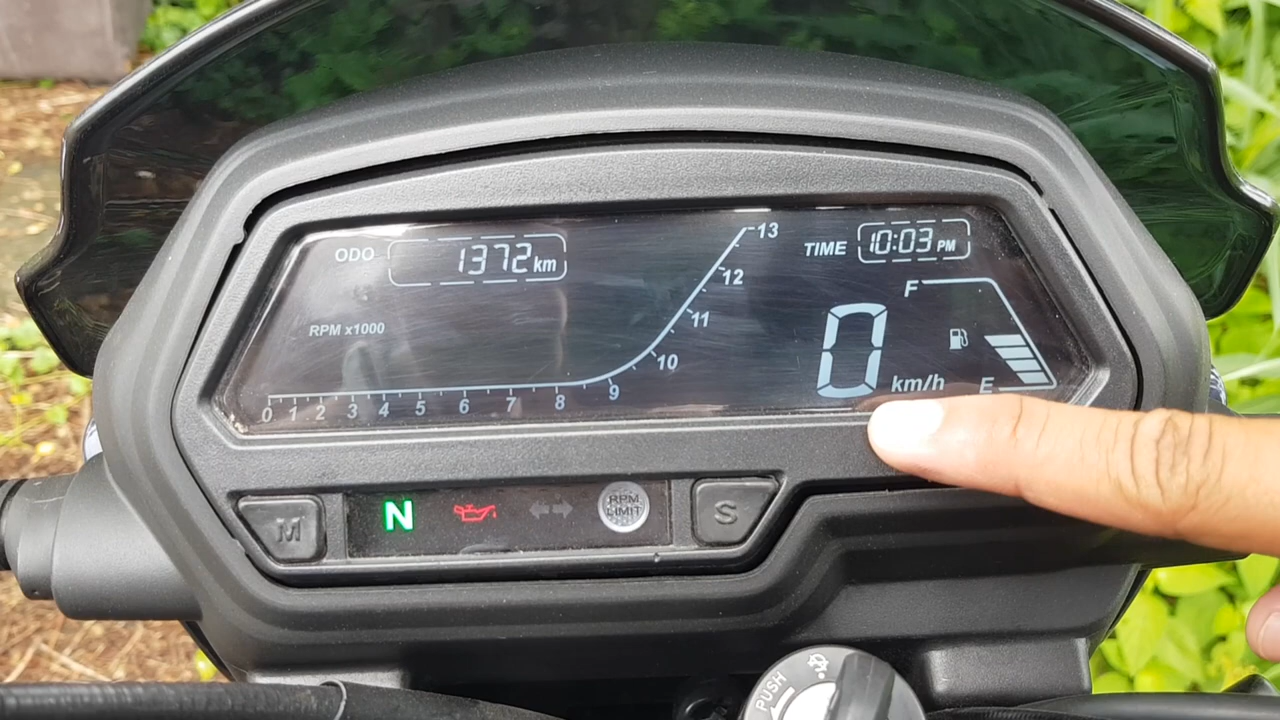 ODO 1372 km
TIME 10:03 PM
RPM x1000
0 1 2 3 4 5 6 7 8 9 10 11 12 13
F
0 km/h
E
M N RPM LIMIT S
PUSH